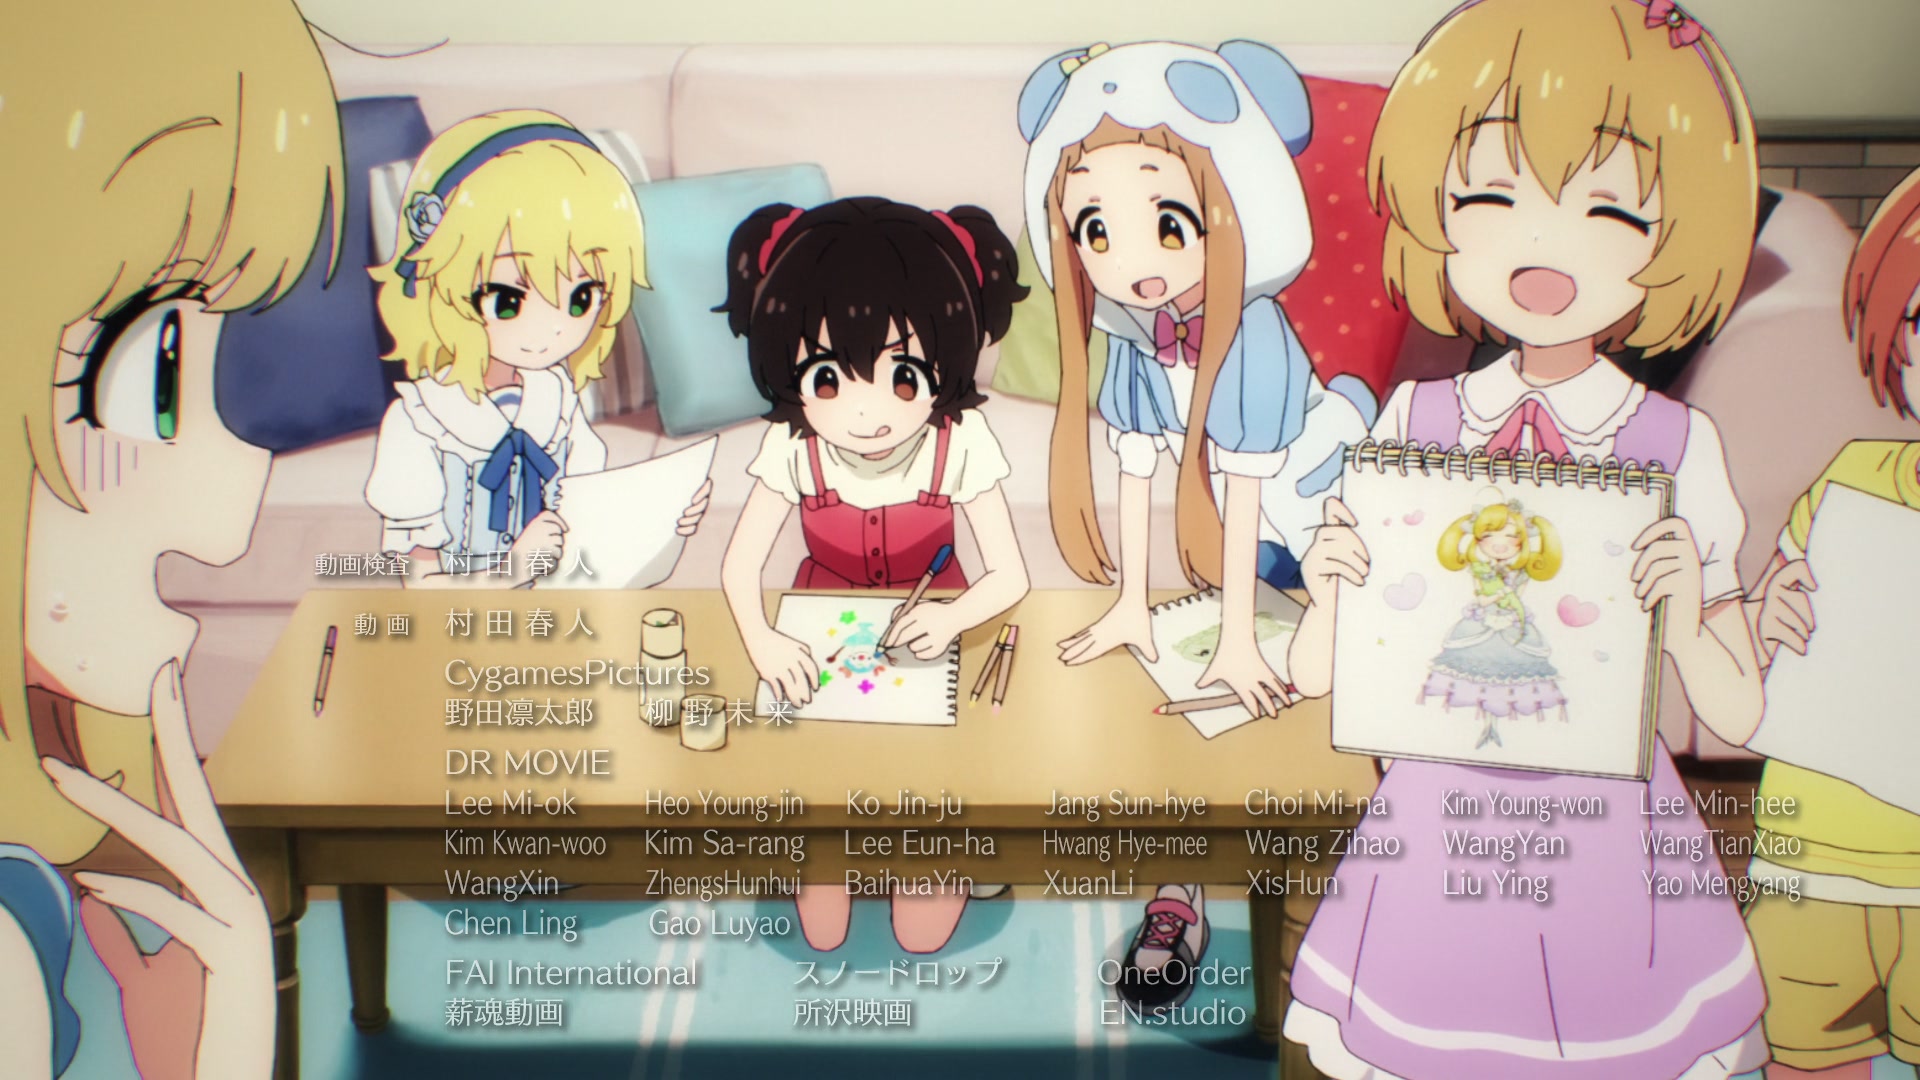 動画検査 村田春人
動画 村田春人
CygamesPictures
野田凛太郎 柳野未来
DR MOVIE
Lee Mi-ok Heo Young-jin Ko Jin-ju Jang Sun-hye Choi Mi-na Kim Young-won Lee Min-hee
Kim Kwan-woo Kim Sa-rang Lee Eun-ha Hwang Hye-mee Wang Zihao WangYan WangTianXiao
WangXin ZhengsHunhui BaihuaYin XuanLi XisHun Liu Ying Yao Mengyang
Chen Ling Gao Luyao
FAI International スノードロップ OneOrder
薪魂動画 所沢映画 EN.studio